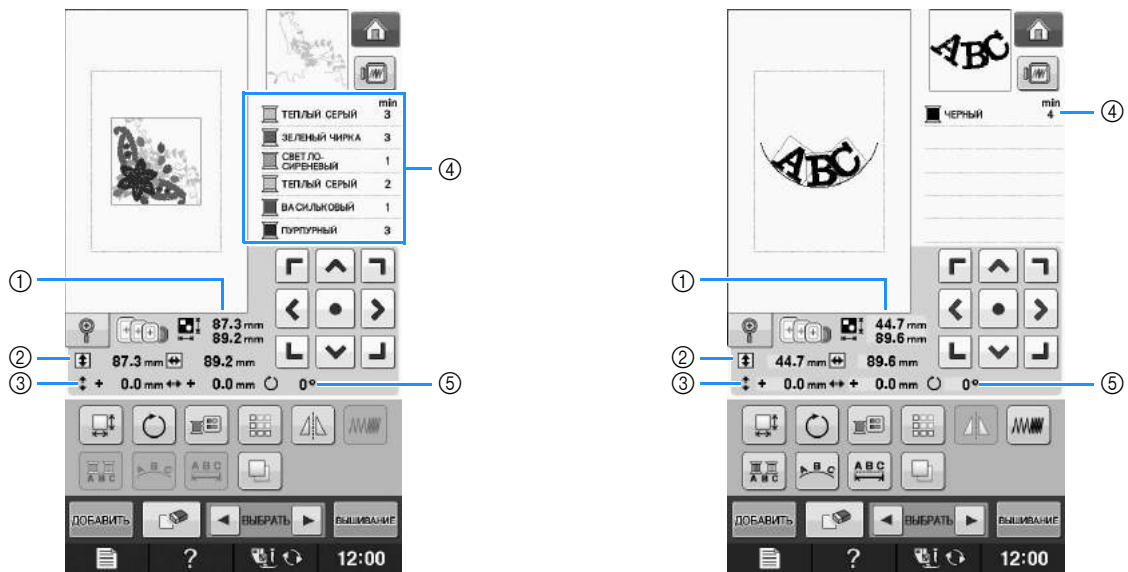 min
ТЕПЛЫЙ СЕРЫЙ 3
ЗЕЛЕНЫЙ ЧИРКА 3
СВЕТЛО-
СИРЕНЕВЫЙ 1
ТЕПЛЫЙ СЕРЫЙ 2
ВАСИЛЬКОВЫЙ 1
ПУРПУРНЫЙ 3
④
①
87.3 mm
89.2 mm
② 87.3 mm 89.2 mm
③ + 0.0 mm + 0.0 mm 0° ⑤
A B C
A B C
A B C
ДОБАВИТЬ ВЫБРАТЬ ВЫШИВАНИЕ
? 12:00
ABC
min
ЧЕРНЫЙ 4 ④
ABC
①
44.7 mm
89.6 mm
② 44.7 mm 89.6 mm
③ + 0.0 mm + 0.0 mm 0° ⑤
A B C
A B C
A B C
ДОБАВИТЬ ВЫБРАТЬ ВЫШИВАНИЕ
? 12:00